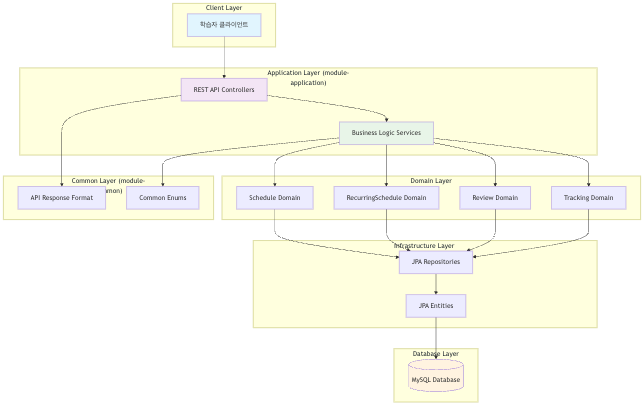 Client Layer
학습자 클라이언트
Application Layer (module-
application)
REST API Controllers
Business Logic Services
Common Layer (module-
mon)
API Response Format
Common Enums
Domain Layer
Schedule Domain
RecurringSchedule Domain
Review Domain
Tracking Domain
Infrastructure Layer
JPA Repositories
JPA Entities
Database Layer
MySQL Database